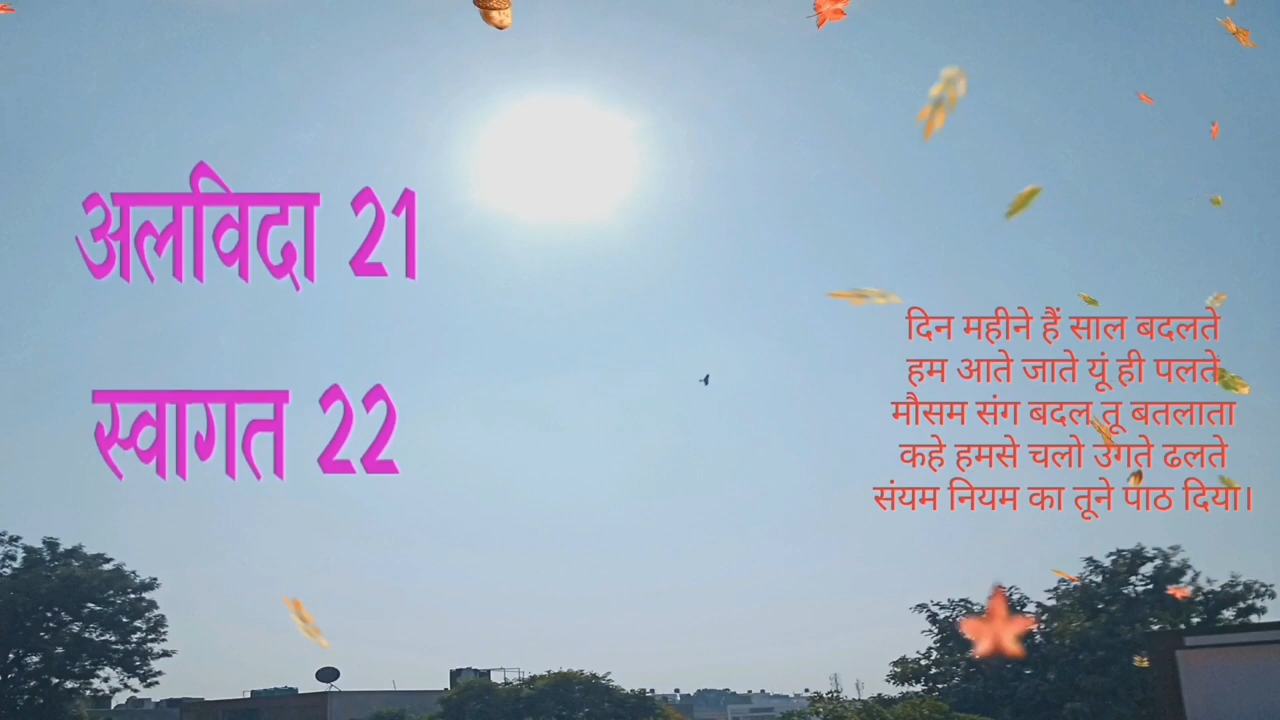 अलविदा 21
स्वागत 22
दिन महीने हैं साल बदलते
हम आते जाते यूं ही पलते
मौसम संग बदल तू बतलाता
कहे हमसे चलो उगते ढलते
संयम नियम का तूने पाठ दिया।